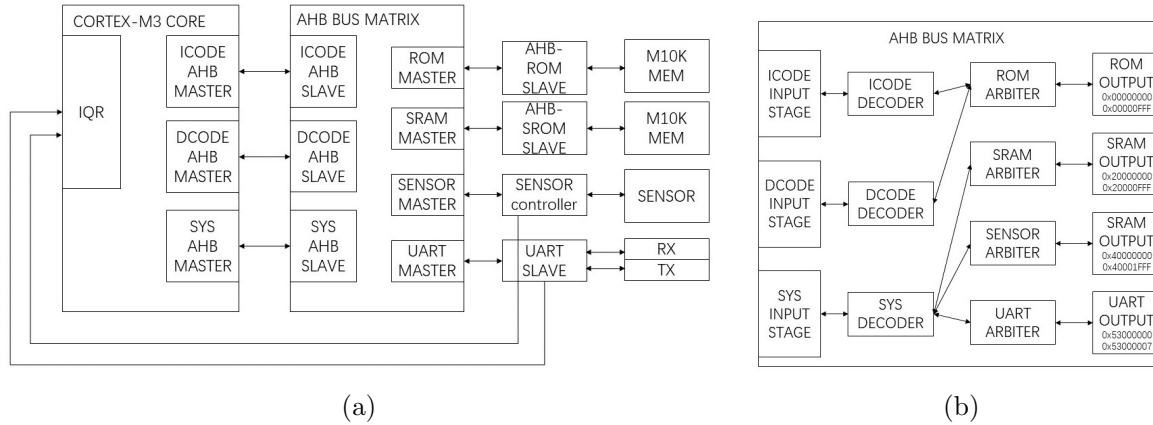 CORTEX-M3 CORE
IQR
ICODE
AHB
MASTER
DCODE
AHB
MASTER
SYS
AHB
MASTER
AHB BUS MATRIX
ICODE
AHB
SLAVE
DCODE
AHB
SLAVE
SYS
AHB
SLAVE
ROM
MASTER
SRAM
MASTER
SENSOR
MASTER
UART
MASTER
AHB-
ROM
SLAVE
AHB-
SROM
SLAVE
SENSOR
controller
UART
SLAVE
M10K
MEM
M10K
MEM
SENSOR
RX
TX
(a)
AHB BUS MATRIX
ICODE
INPUT
STAGE
DCODE
INPUT
STAGE
SYS
INPUT
STAGE
ICODE
DECODER
DCODE
DECODER
SYS
DECODER
ROM
ARBITER
SRAM
ARBITER
SENSOR
ARBITER
UART
ARBITER
ROM
OUTPUT
0x00000000
0x00000FFF
SRAM
OUTPUT
0x20000000
0x20000FFF
SRAM
OUTPUT
0x40000000
0x40001FFF
UART
OUTPUT
0x53000000
0x53000007
(b)